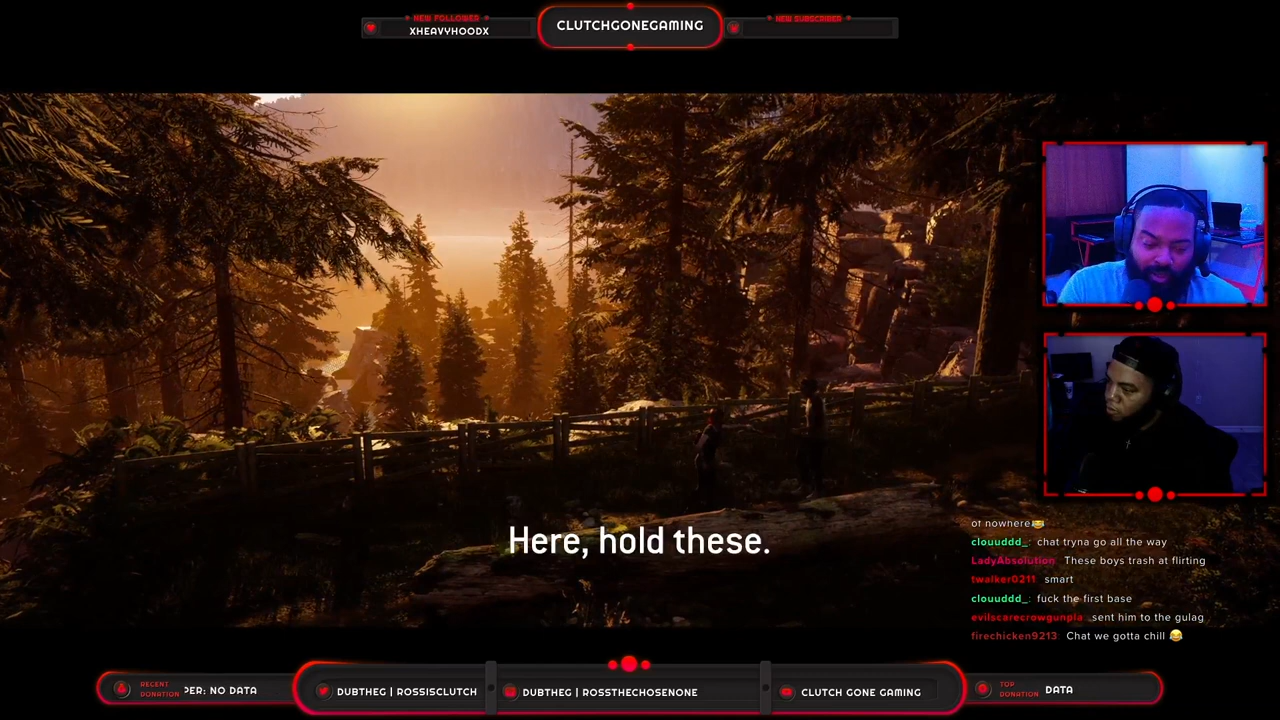 NEW FOLLOWER
XHEAVYHOODX
CLUTCHGONEGAMING
NEW SUBSCRIBER
Here, hold these.
of nowhere😂
clouuddd_: chat tryna go all the way
LadyAbsolution: These boys trash at flirting
twalker0211: smart
clouuddd_: fuck the first base
evilscarecrowgunpla: sent him to the gulag
firechicken9213: Chat we gotta chill 😂
RECENT DONATION
PER: NO DATA
DUBTHEG | ROSSISCLUTCH
DUBTHEG | ROSSTHECHOSENONE
CLUTCH GONE GAMING
TOP DONATION
DATA